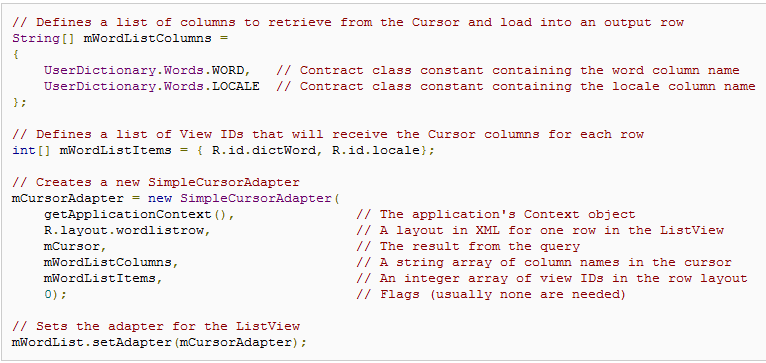 // Defines a list of columns to retrieve from the Cursor and load into an output row
String[] mWordListColumns =
{
    UserDictionary.Words.WORD,   // Contract class constant containing the word column name
    UserDictionary.Words.LOCALE  // Contract class constant containing the locale column name
};

// Defines a list of View IDs that will receive the Cursor columns for each row
int[] mWordListItems = { R.id.dictWord, R.id.locale};

// Creates a new SimpleCursorAdapter
mCursorAdapter = new SimpleCursorAdapter(
    getApplicationContext(),               // The application's Context object
    R.layout.wordlistrow,                  // A layout in XML for one row in the ListView
    mCursor,                               // The result from the query
    mWordListColumns,                      // A string array of column names in the cursor
    mWordListItems,                        // An integer array of view IDs in the row layout
    0);                                    // Flags (usually none are needed)

// Sets the adapter for the ListView
mWordList.setAdapter(mCursorAdapter);